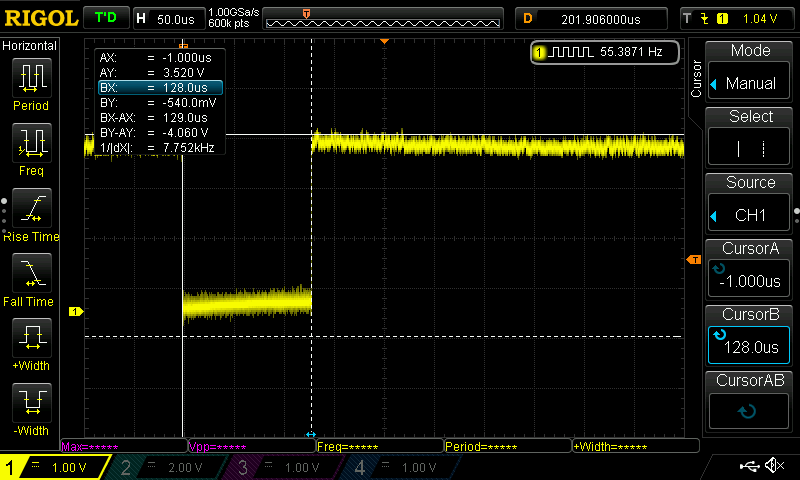 RIGOL T'D H 50.0us 1.00GSa/s 600k pts T D 201.906000us T 1 1.04 V
Horizontal
Period
Freq
Rise Time
Fall Time
+Width
-Width
AX: = -1.000us
AY: = 3.520 V
BX: = 128.0us
BY: = -540.0mV
BX-AX: = 129.0us
BY-AY: = -4.060 V
1/|dX|: = 7.752kHz
1 55.3871 Hz
T
1
Cursor
Mode
Manual
Select
Source
CH1
CursorA
-1.000us
CursorB
128.0us
CursorAB
Max=***** Vpp=***** Freq=***** Period=***** +Width=*****
1 = 1.00 V 2 = 2.00 V 3 = 1.00 V 4 = 1.00 V